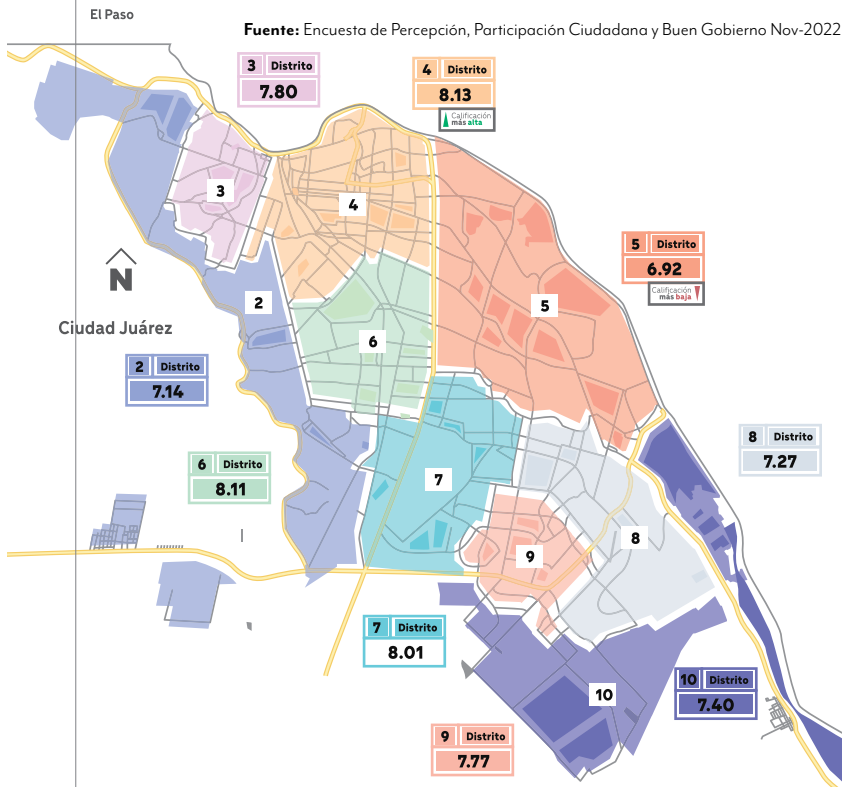 El Paso
Fuente: Encuesta de Percepción, Participación Ciudadana y Buen Gobierno Nov-2022
3 Distrito
7.80
4 Distrito
8.13
Calificación
más alta
3
4
5 Distrito
6.92
Calificación
más baja
N
2
5
Ciudad Juárez
6
2 Distrito
7.14
8 Distrito
7.27
6 Distrito
8.11
7
8
9
7 Distrito
8.01
10
10 Distrito
7.40
9 Distrito
7.77